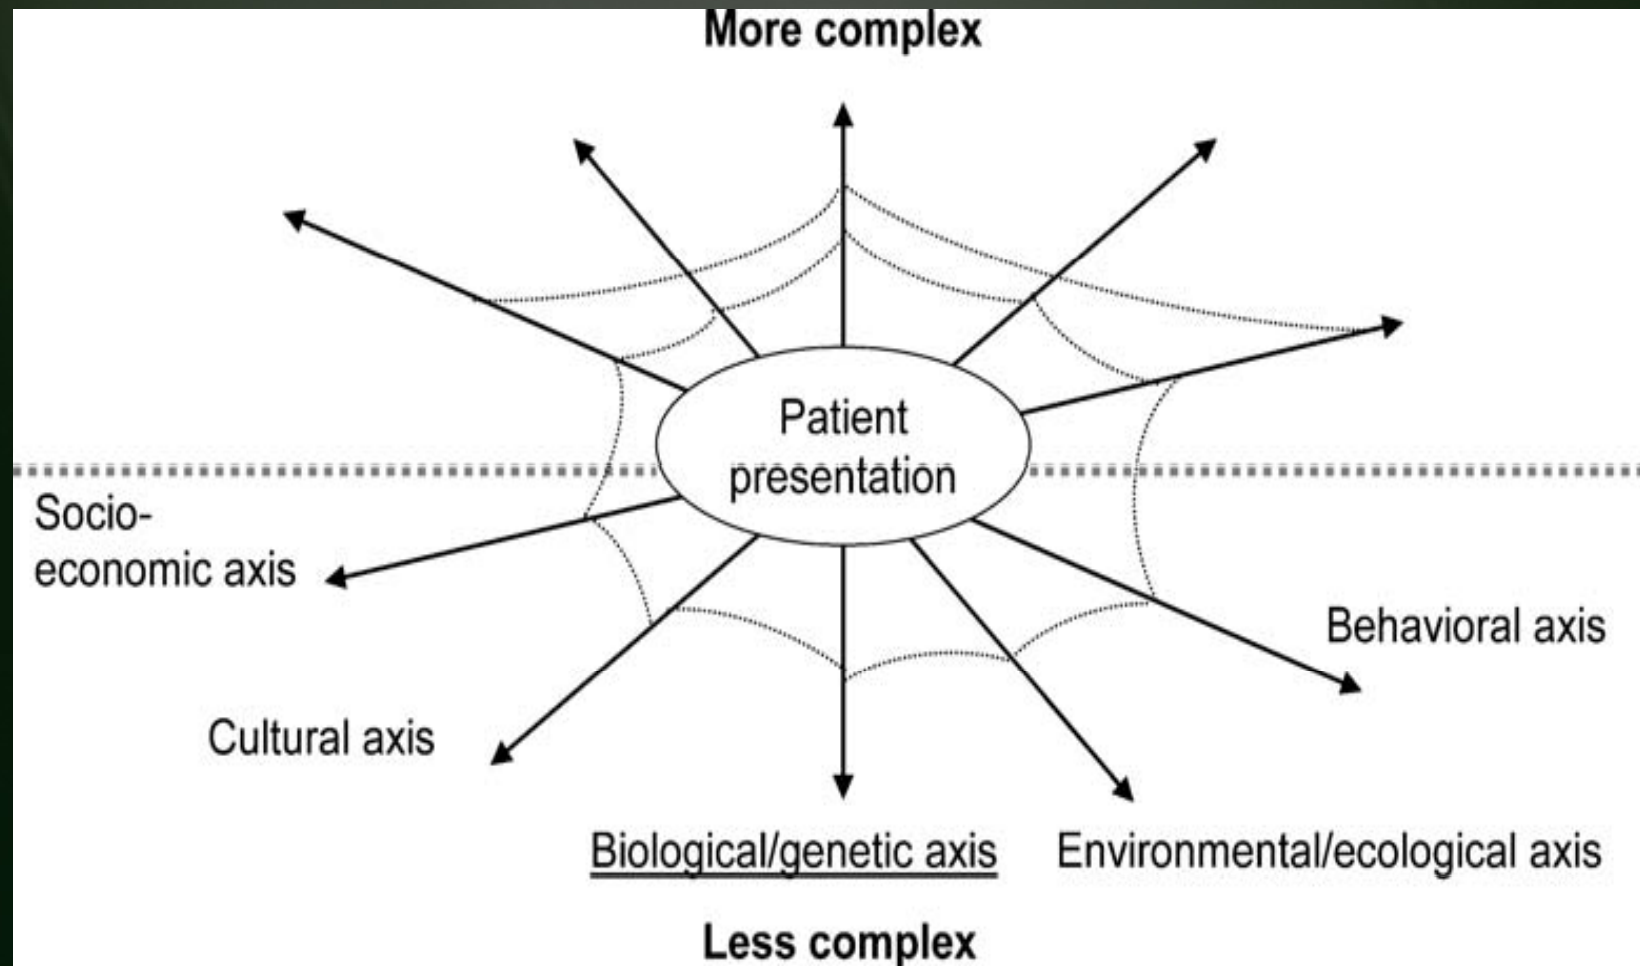 More complex
Patient
presentation
Socio-
economic axis
Behavioral axis
Cultural axis
Biological/genetic axis
Environmental/ecological axis
Less complex